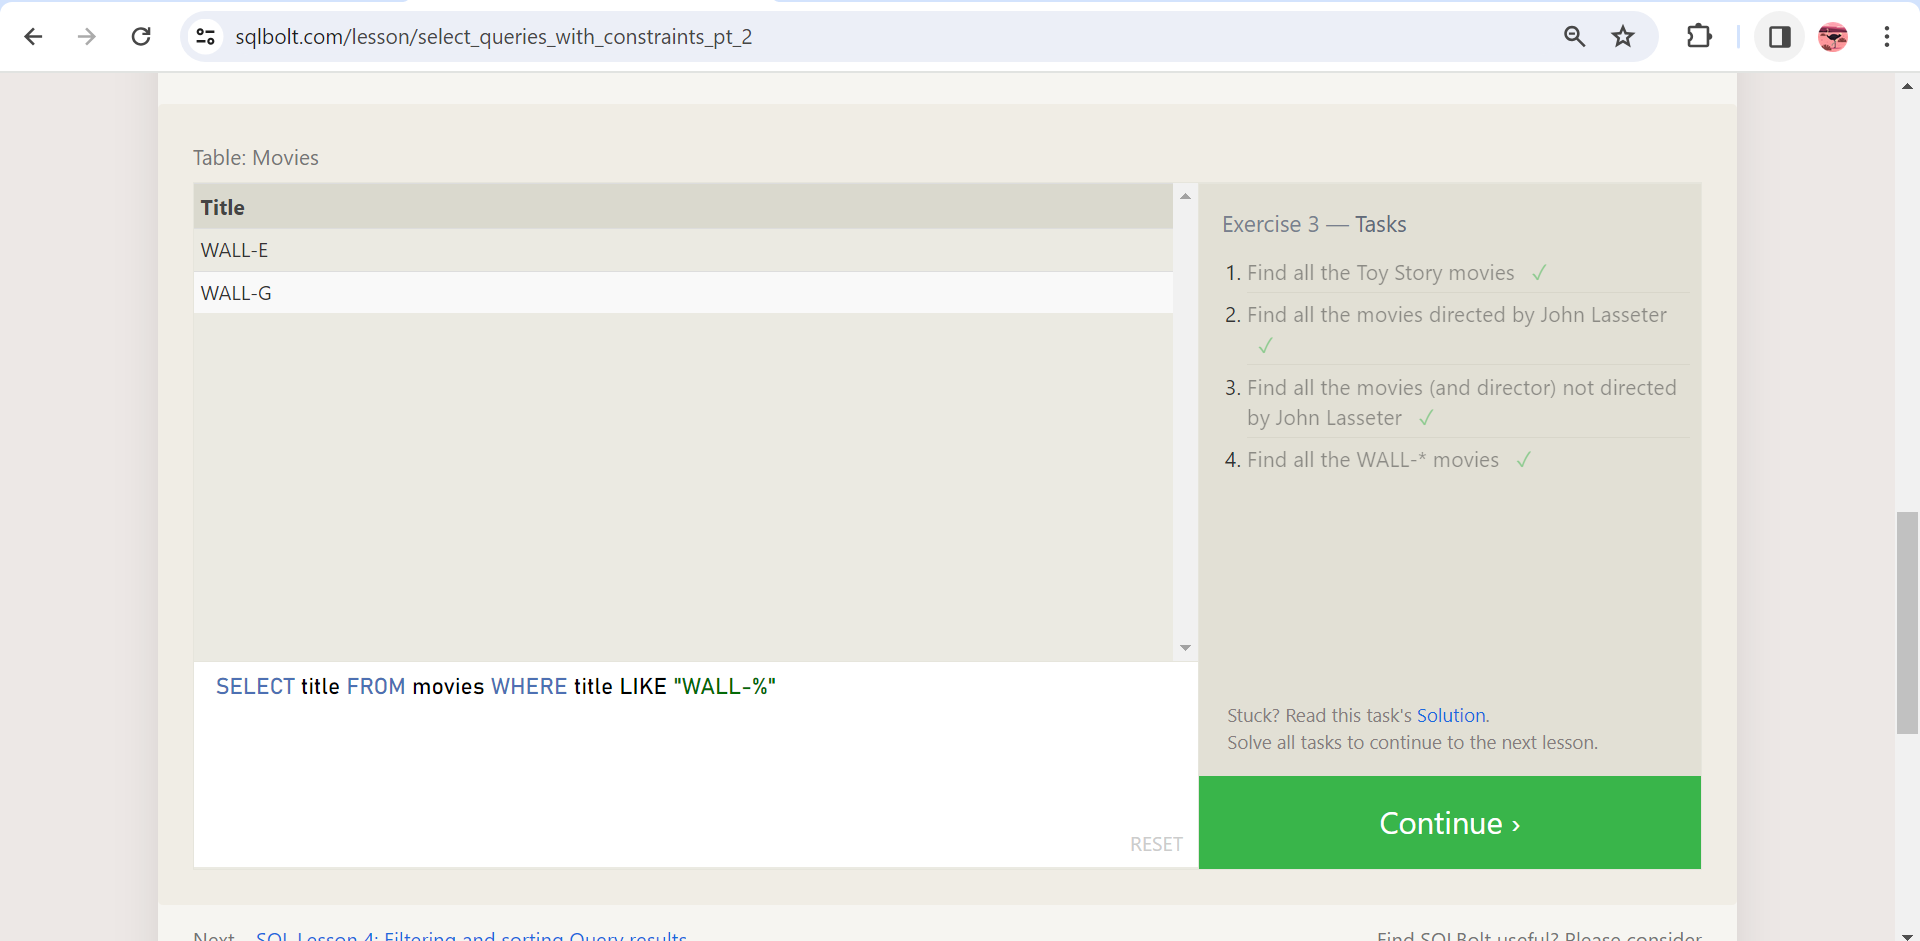 sqlbolt.com/lesson/select_queries_with_constraints_pt_2
Table: Movies
Title
WALL-E
WALL-G
SELECT title FROM movies WHERE title LIKE "WALL-%"
RESET
Exercise 3 — Tasks
1. Find all the Toy Story movies ✓
2. Find all the movies directed by John Lasseter
✓
3. Find all the movies (and director) not directed
by John Lasseter ✓
4. Find all the WALL-* movies ✓
Stuck? Read this task's Solution.
Solve all tasks to continue to the next lesson.
Continue ›
Next – SQL Lesson 4: Filtering and sorting Query results
Find SQLBolt useful? Please consider